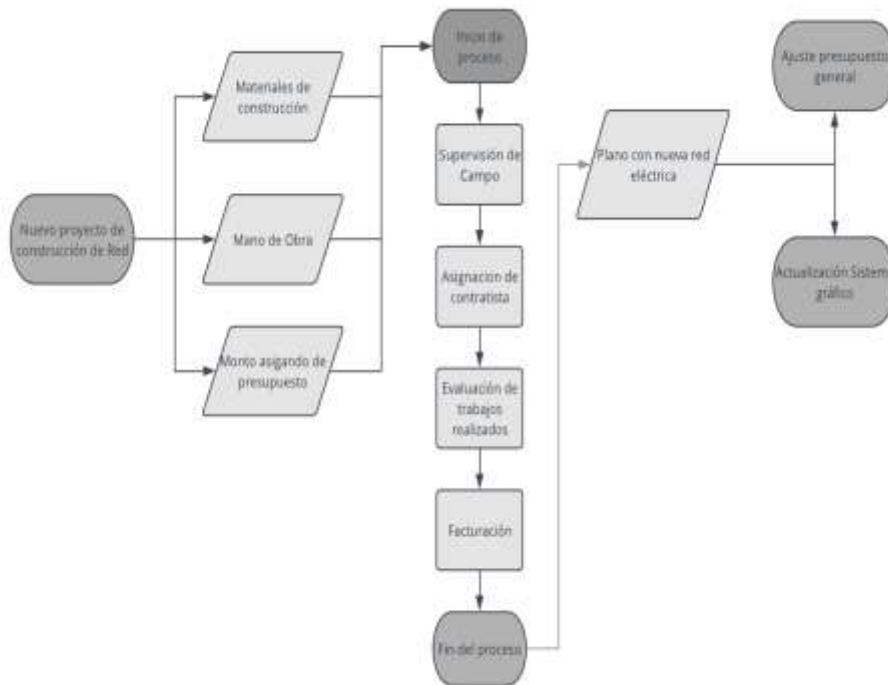 Nuevo proyecto de
construcción de Red
Materiales de
construcción
Mano de Obra
Monto asigando de
presupuesto
Inicio de
proceso
Supervisión de
Campo
Asignacion de
contratista
Evaluación de
trabajos
realizados
Facturación
Fin del proceso
Plano con nueva red
eléctrica
Ajuste presupuesto
general
Actualización Sistem
gráfico